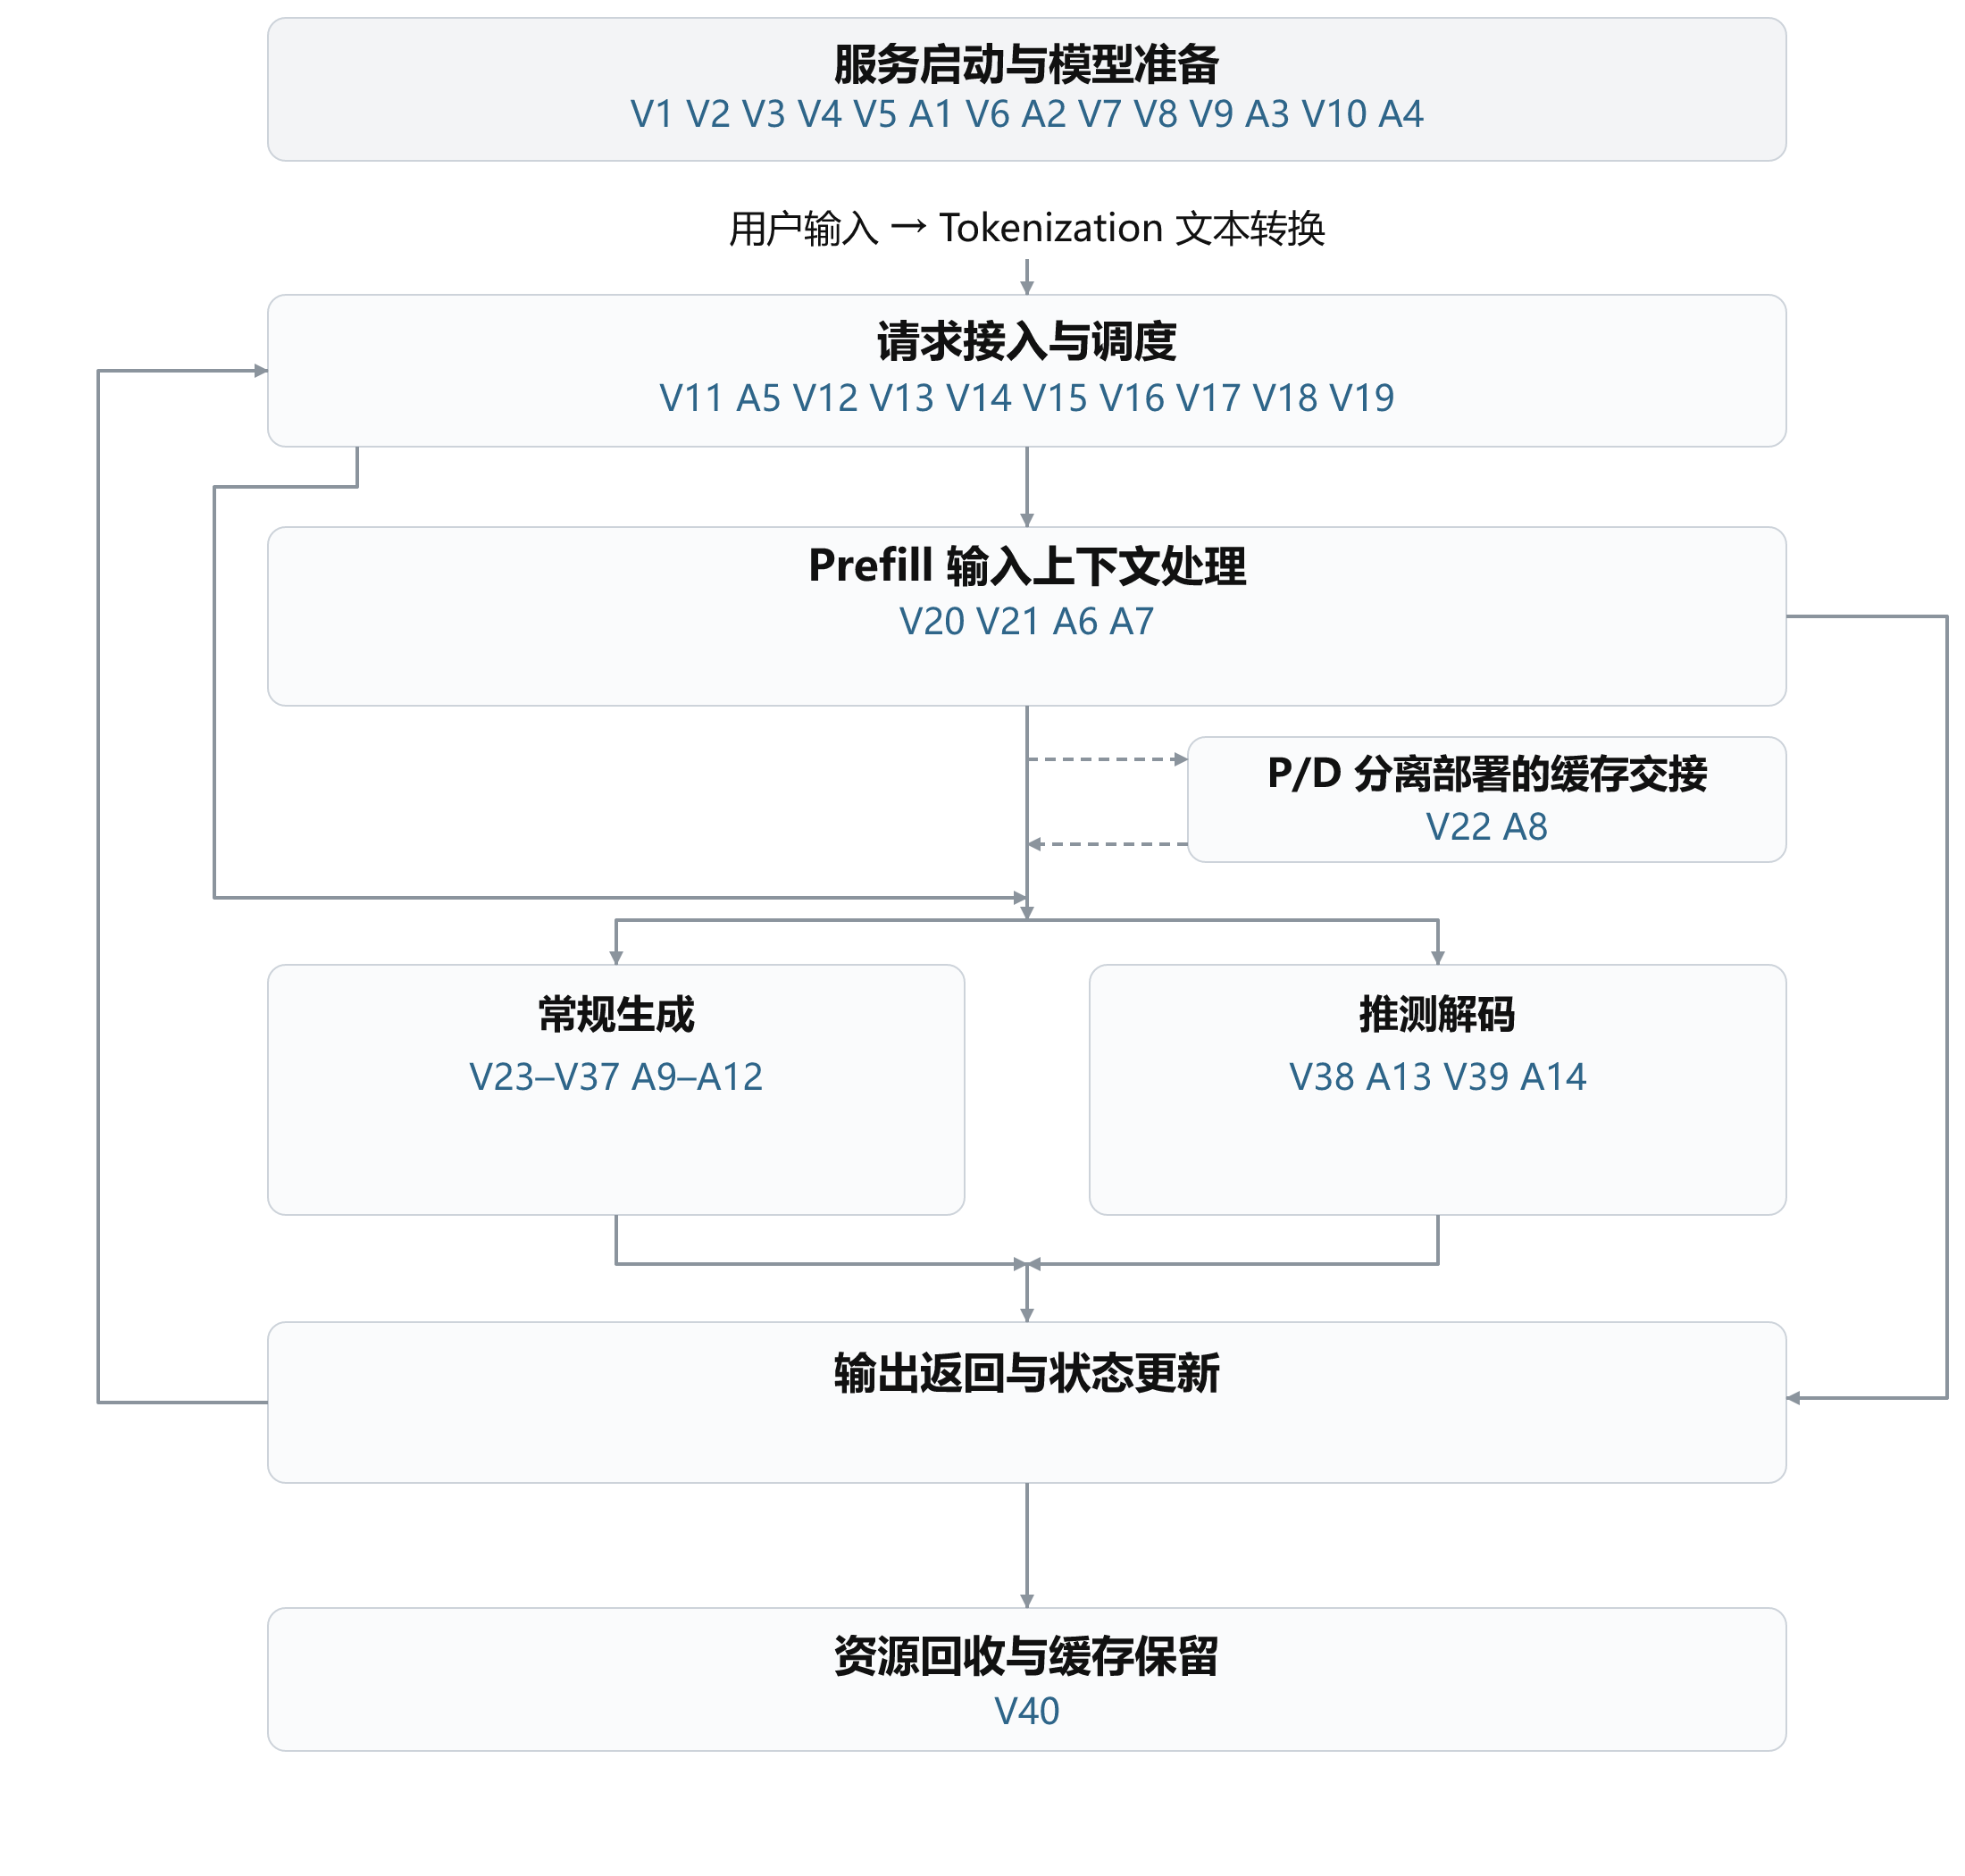 服务启动与模型准备
V1 V2 V3 V4 V5 A1 V6 A2 V7 V8 V9 A3 V10 A4
用户输入 → Tokenization 文本转换
请求接入与调度
V11 A5 V12 V13 V14 V15 V16 V17 V18 V19
Prefill 输入上下文处理
V20 V21 A6 A7
P/D 分离部署的缓存交接
V22 A8
常规生成
V23–V37 A9–A12
推测解码
V38 A13 V39 A14
输出返回与状态更新
资源回收与缓存保留
V40